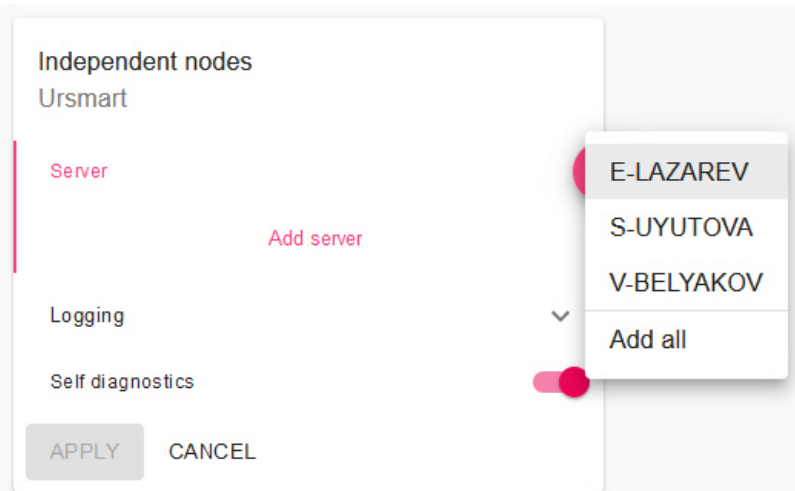 Independent nodes
Ursmart
Server
Add server
Logging
Self diagnostics
APPLY CANCEL
E-LAZAREV
S-UYUTOVA
V-BELYAKOV
Add all